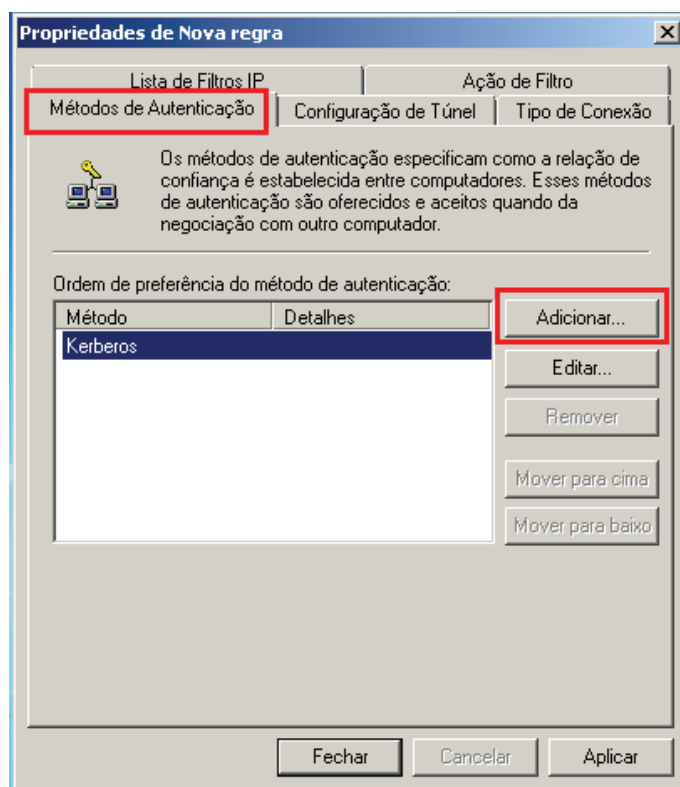 Propriedades de Nova regra
Lista de Filtros IP
Ação de Filtro
Métodos de Autenticação
Configuração de Túnel
Tipo de Conexão
Os métodos de autenticação especificam como a relação de
confiança é estabelecida entre computadores. Esses métodos
de autenticação são oferecidos e aceitos quando da
negociação com outro computador.
Ordem de preferência do método de autenticação:
Método
Detalhes
Kerberos
Adicionar...
Editar...
Remover
Mover para cima
Mover para baixo
Fechar
Cancelar
Aplicar